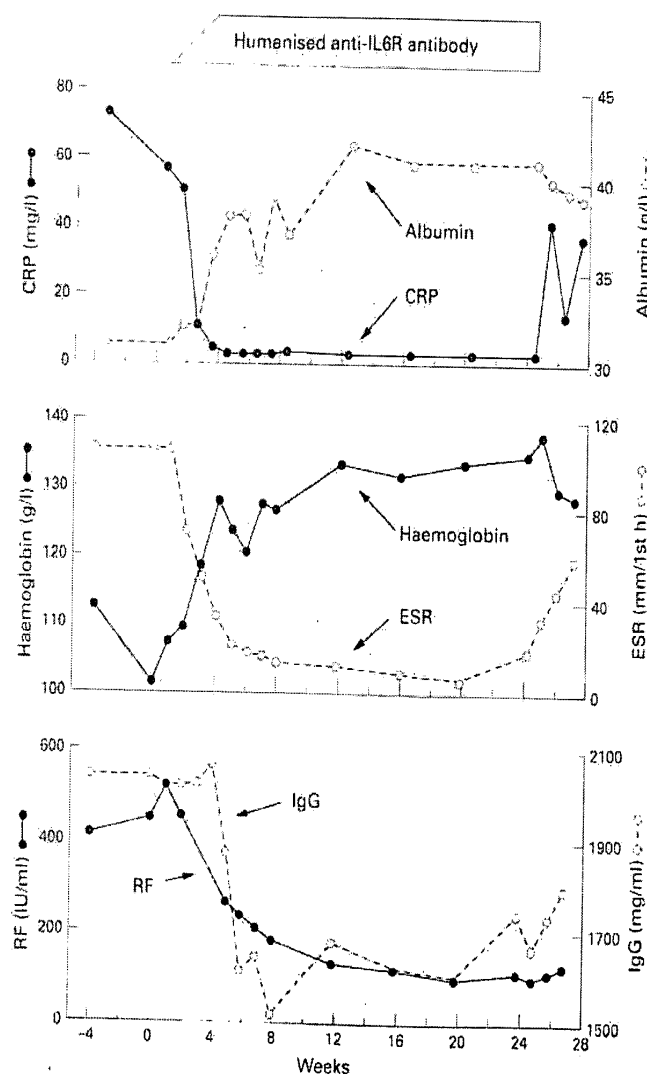 Humanised anti-IL6R antibody
CRP (mg/l)
80
60
40
20
0
Albumin
CRP
45
40
35
30
Albumin (g/l)
Haemoglobin (g/l)
140
130
120
110
100
Haemoglobin
ESR
120
80
40
0
ESR (mm/1st h)
RF (IU/ml)
600
400
200
0
IgG
RF
2100
1900
1700
1500
IgG (mg/ml)
-4 0 4 8 12 16 20 24 28
Weeks